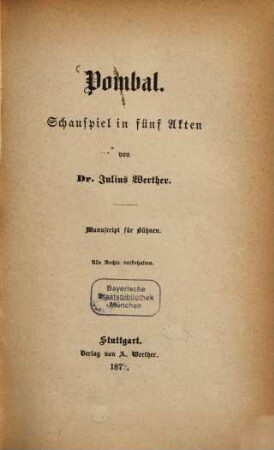 Pombal.
Schauspiel in fünf Akten
von
Dr. Julius Werther.
Manuscript für Bühnen.
Alle Rechte vorbehalten.
Bayerische
Staatsbibliothek
München
Stuttgart.
Verlag von A. Werther.